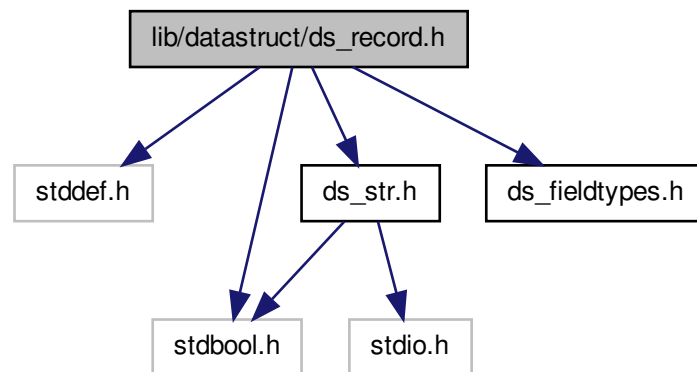 lib/datastruct/ds_record.h
stddef.h
ds_str.h
ds_fieldtypes.h
stdbool.h
stdio.h